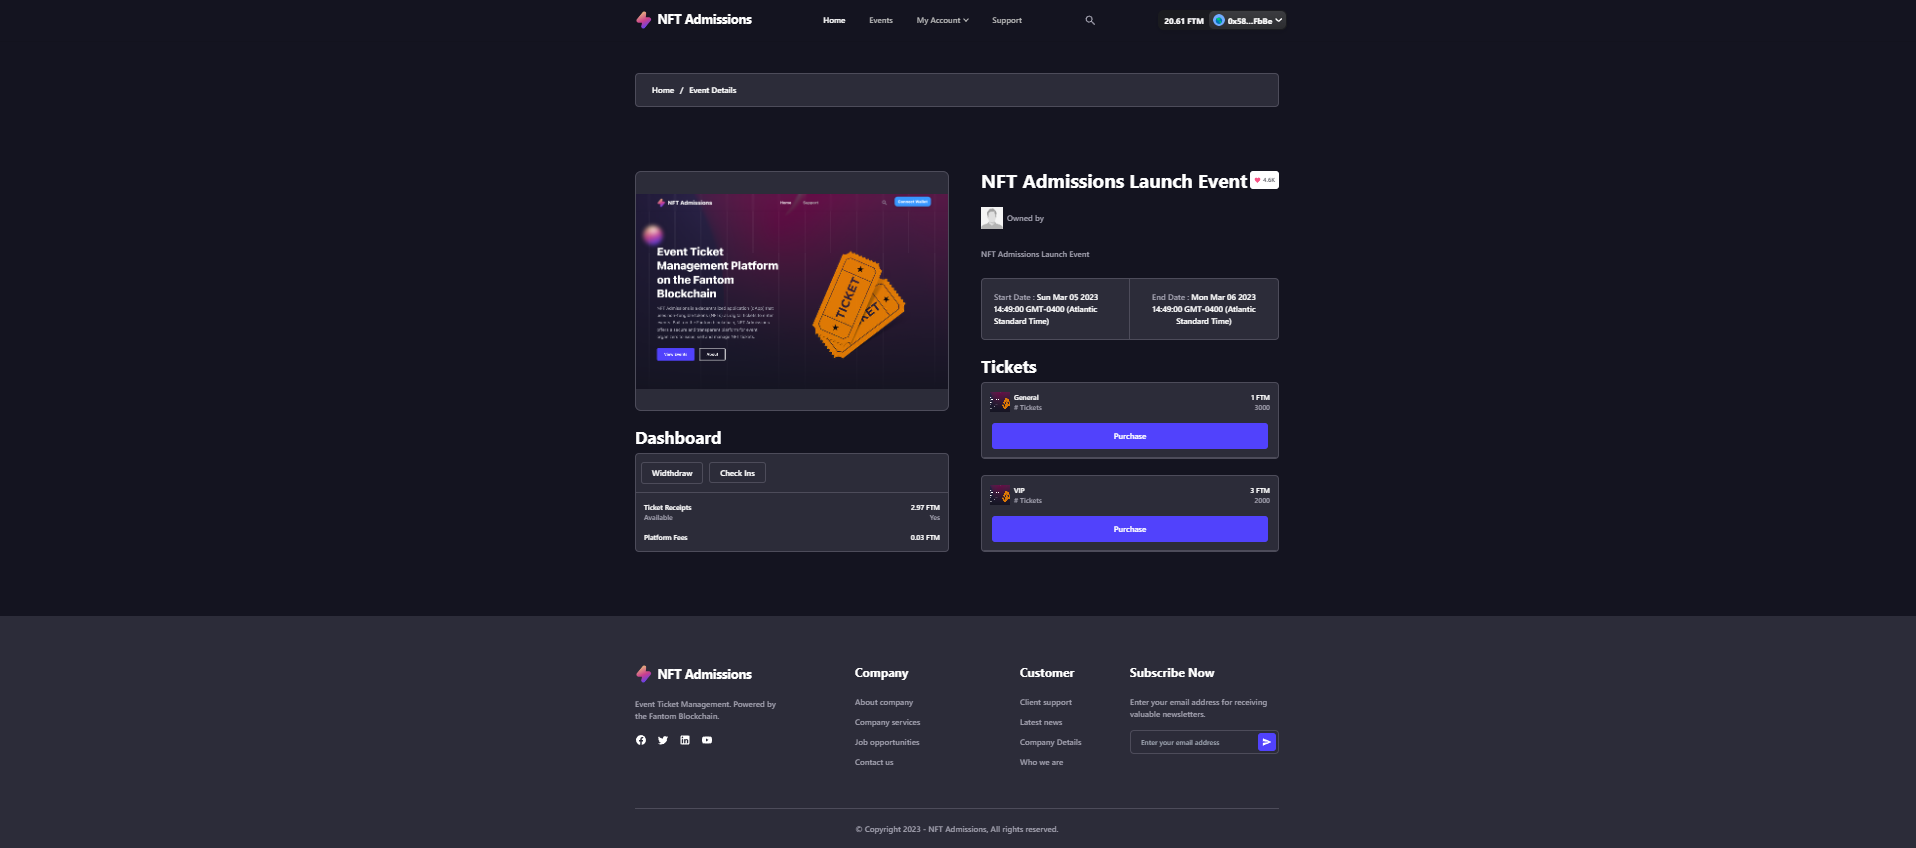 NFT Admissions
Home
Events
My Account
Support
20.61 FTM
0x58...FbBe
Home / Event Details
NFT Admissions
Home
Support
Connect Wallet
Event Ticket
Management Platform
on the Fantom
Blockchain
View Events
About
TICKET
NFT Admissions Launch Event
4.6K
Owned by
NFT Admissions Launch Event
Start Date : Sun Mar 05 2023
14:49:00 GMT-0400 (Atlantic
Standard Time)
End Date : Mon Mar 06 2023
14:49:00 GMT-0400 (Atlantic
Standard Time)
Tickets
General
1 FTM
# Tickets
3000
Purchase
VIP
3 FTM
# Tickets
2000
Purchase
Dashboard
Widthdraw
Check Ins
Ticket Receipts
2.97 FTM
Available
Yes
Platform Fees
0.03 FTM
NFT Admissions
Event Ticket Management. Powered by
the Fantom Blockchain.
Company
About company
Company services
Job opportunities
Contact us
Customer
Client support
Latest news
Company Details
Who we are
Subscribe Now
Enter your email address for receiving
valuable newsletters.
Enter your email address
© Copyright 2023 - NFT Admissions, All rights reserved.